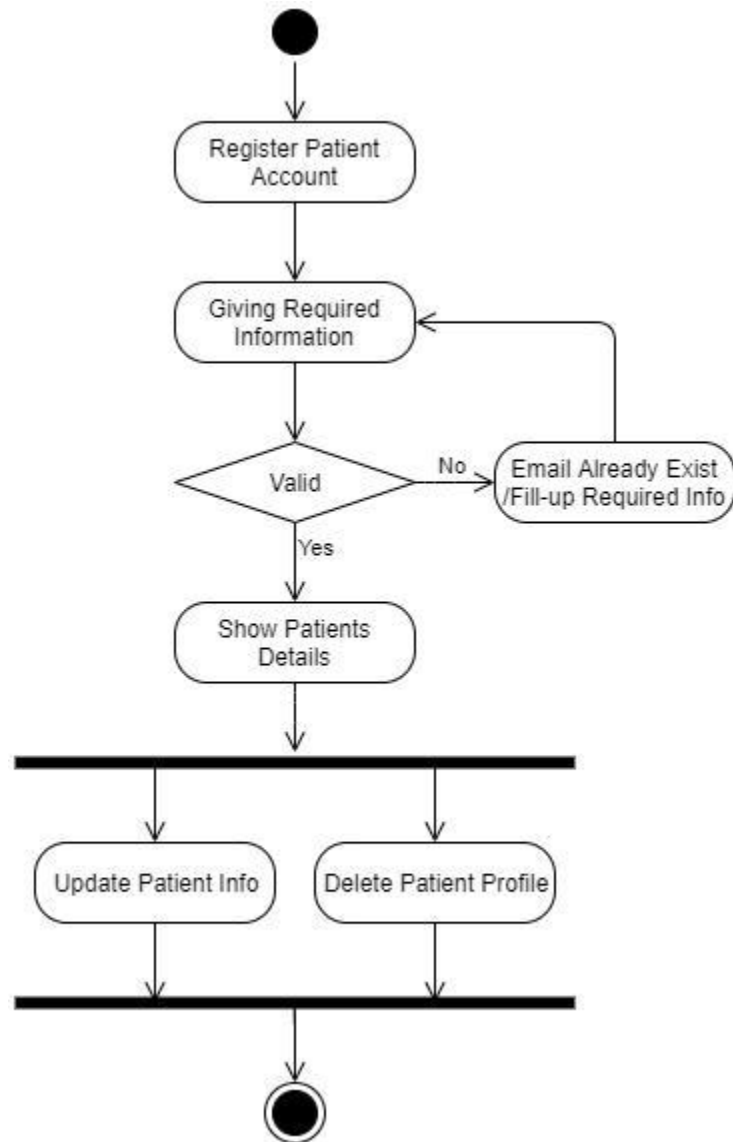 Register Patient
Account
Giving Required
Information
Valid
No
Email Already Exist
/Fill-up Required Info
Yes
Show Patients
Details
Update Patient Info
Delete Patient Profile